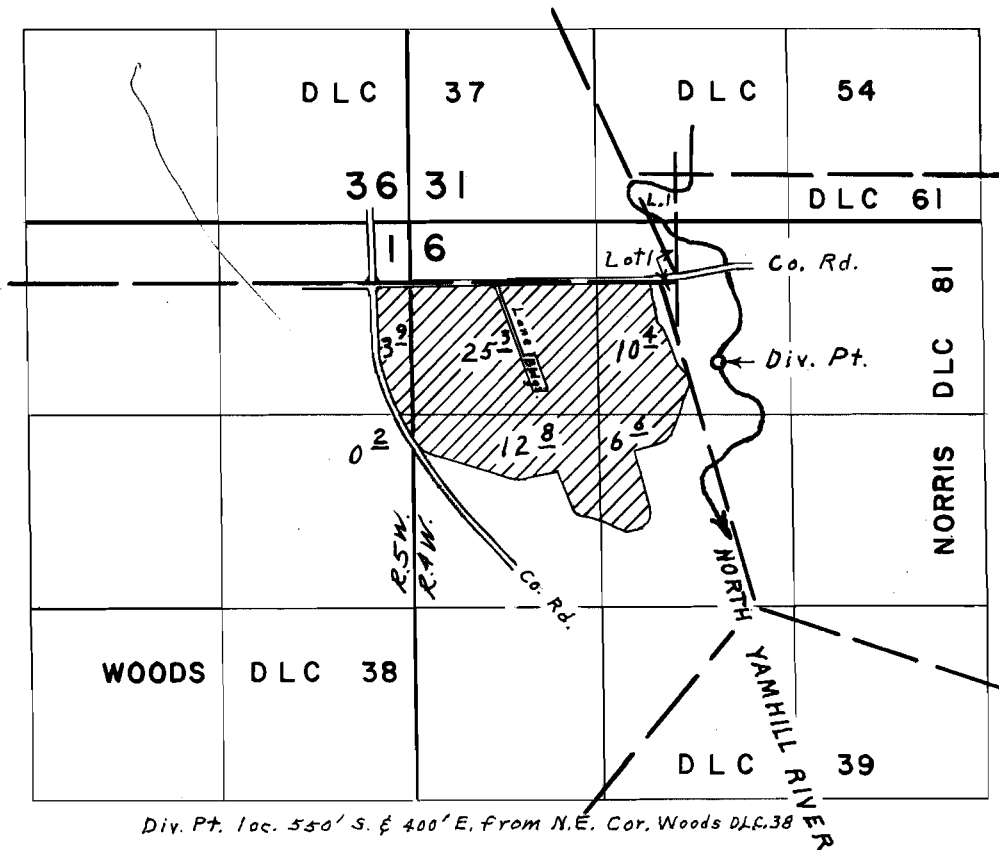 DLC 37
DLC 54
36 31
L.1
DLC 61
1 6
Lot 1
Co. Rd.
NORRIS DLC 81
3 9
25 3
Lane
Bldgs.
10 4
Div. Pt.
0 2
12 8
6 6
R.5W.
R.4W.
Co. Rd.
NORTH YAMHILL RIVER
WOODS DLC 38
DLC 39
Div. Pt. loc. 550' S. & 400' E. from N.E. Cor. Woods DLC.38